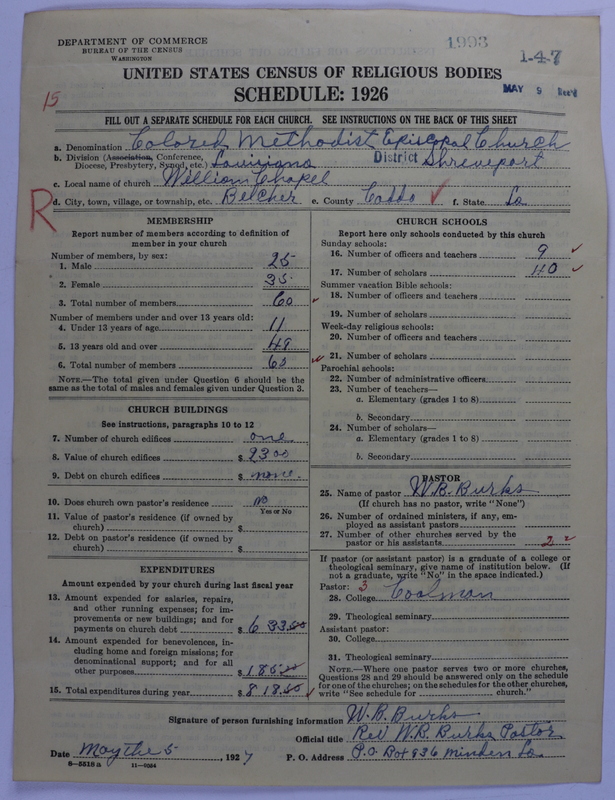 DEPARTMENT OF COMMERCE
BUREAU OF THE CENSUS
WASHINGTON
1993
1-47
UNITED STATES CENSUS OF RELIGIOUS BODIES
SCHEDULE: 1926
MAY 9 Rec'd
15
FILL OUT A SEPARATE SCHEDULE FOR EACH CHURCH. SEE INSTRUCTIONS ON THE BACK OF THIS SHEET
a. Denomination Colored Methodist Episcopal Church
b. Division (Association, Conference, Diocese, Presbytery, Synod, etc.) Louisiana District Shreveport
c. Local name of church William Chapel
R
d. City, town, village, or township, etc. Belcher e. County Caddo f. State La
MEMBERSHIP
Report number of members according to definition of
member in your church
Number of members, by sex:
1. Male 25
2. Female 35
3. Total number of members 60
Number of members under and over 13 years old:
4. Under 13 years of age 11
5. 13 years old and over 49
6. Total number of members 60
NOTE.—The total given under Question 6 should be
same as the total of males and females given under Question 3.
CHURCH BUILDINGS
See instructions, paragraphs 10 to 12
7. Number of church edifices one
8. Value of church edifices $ 2300
9. Debt on church edifices $ none
10. Does church own pastor's residence no
Yes or No
11. Value of pastor's residence (if owned by
church) $
12. Debt on pastor's residence (if owned by
church) $
EXPENDITURES
Amount expended by your church during last fiscal year
13. Amount expended for salaries, repairs,
and other running expenses; for im-
provements or new buildings; and for
payments on church debt $ 633.00
14. Amount expended for benevolences, in-
cluding home and foreign missions; for
denominational support; and for all
other purposes $ 185.00
15. Total expenditures during year $ 818.00
CHURCH SCHOOLS
Report here only schools conducted by this church
Sunday schools:
16. Number of officers and teachers 9
17. Number of scholars 40
Summer vacation Bible schools:
18. Number of officers and teachers
19. Number of scholars
Week-day religious schools:
20. Number of officers and teachers
21. Number of scholars
Parochial schools:
22. Number of administrative officers
23. Number of teachers—
a. Elementary (grades 1 to 8)
b. Secondary
24. Number of scholars—
a. Elementary (grades 1 to 8)
b. Secondary
PASTOR
25. Name of pastor W.B. Burks
(If church has no pastor, write "None")
26. Number of ordained ministers, if any, em-
ployed as assistant pastors
27. Number of other churches served by the
pastor or his assistants 2
If pastor (or assistant pastor) is a graduate of a college or
theological seminary, give name of institution below. (If
not a graduate, write "No" in the space indicated.)
Pastor: 3
28. College Coolman
29. Theological seminary
Assistant pastor:
30. College
31. Theological seminary
NOTE.—Where one pastor serves two or more churches,
Questions 28 and 29 should be answered only on the schedule
for one of the churches; on the schedules for the other churches,
write "See schedule for church."
Signature of person furnishing information W.B. Burks
Official title Rev W.B. Burks Pastor
Date May the 5, 1927 P. O. Address P.O. Box 936 Minden La.
8-5518a 11-9554